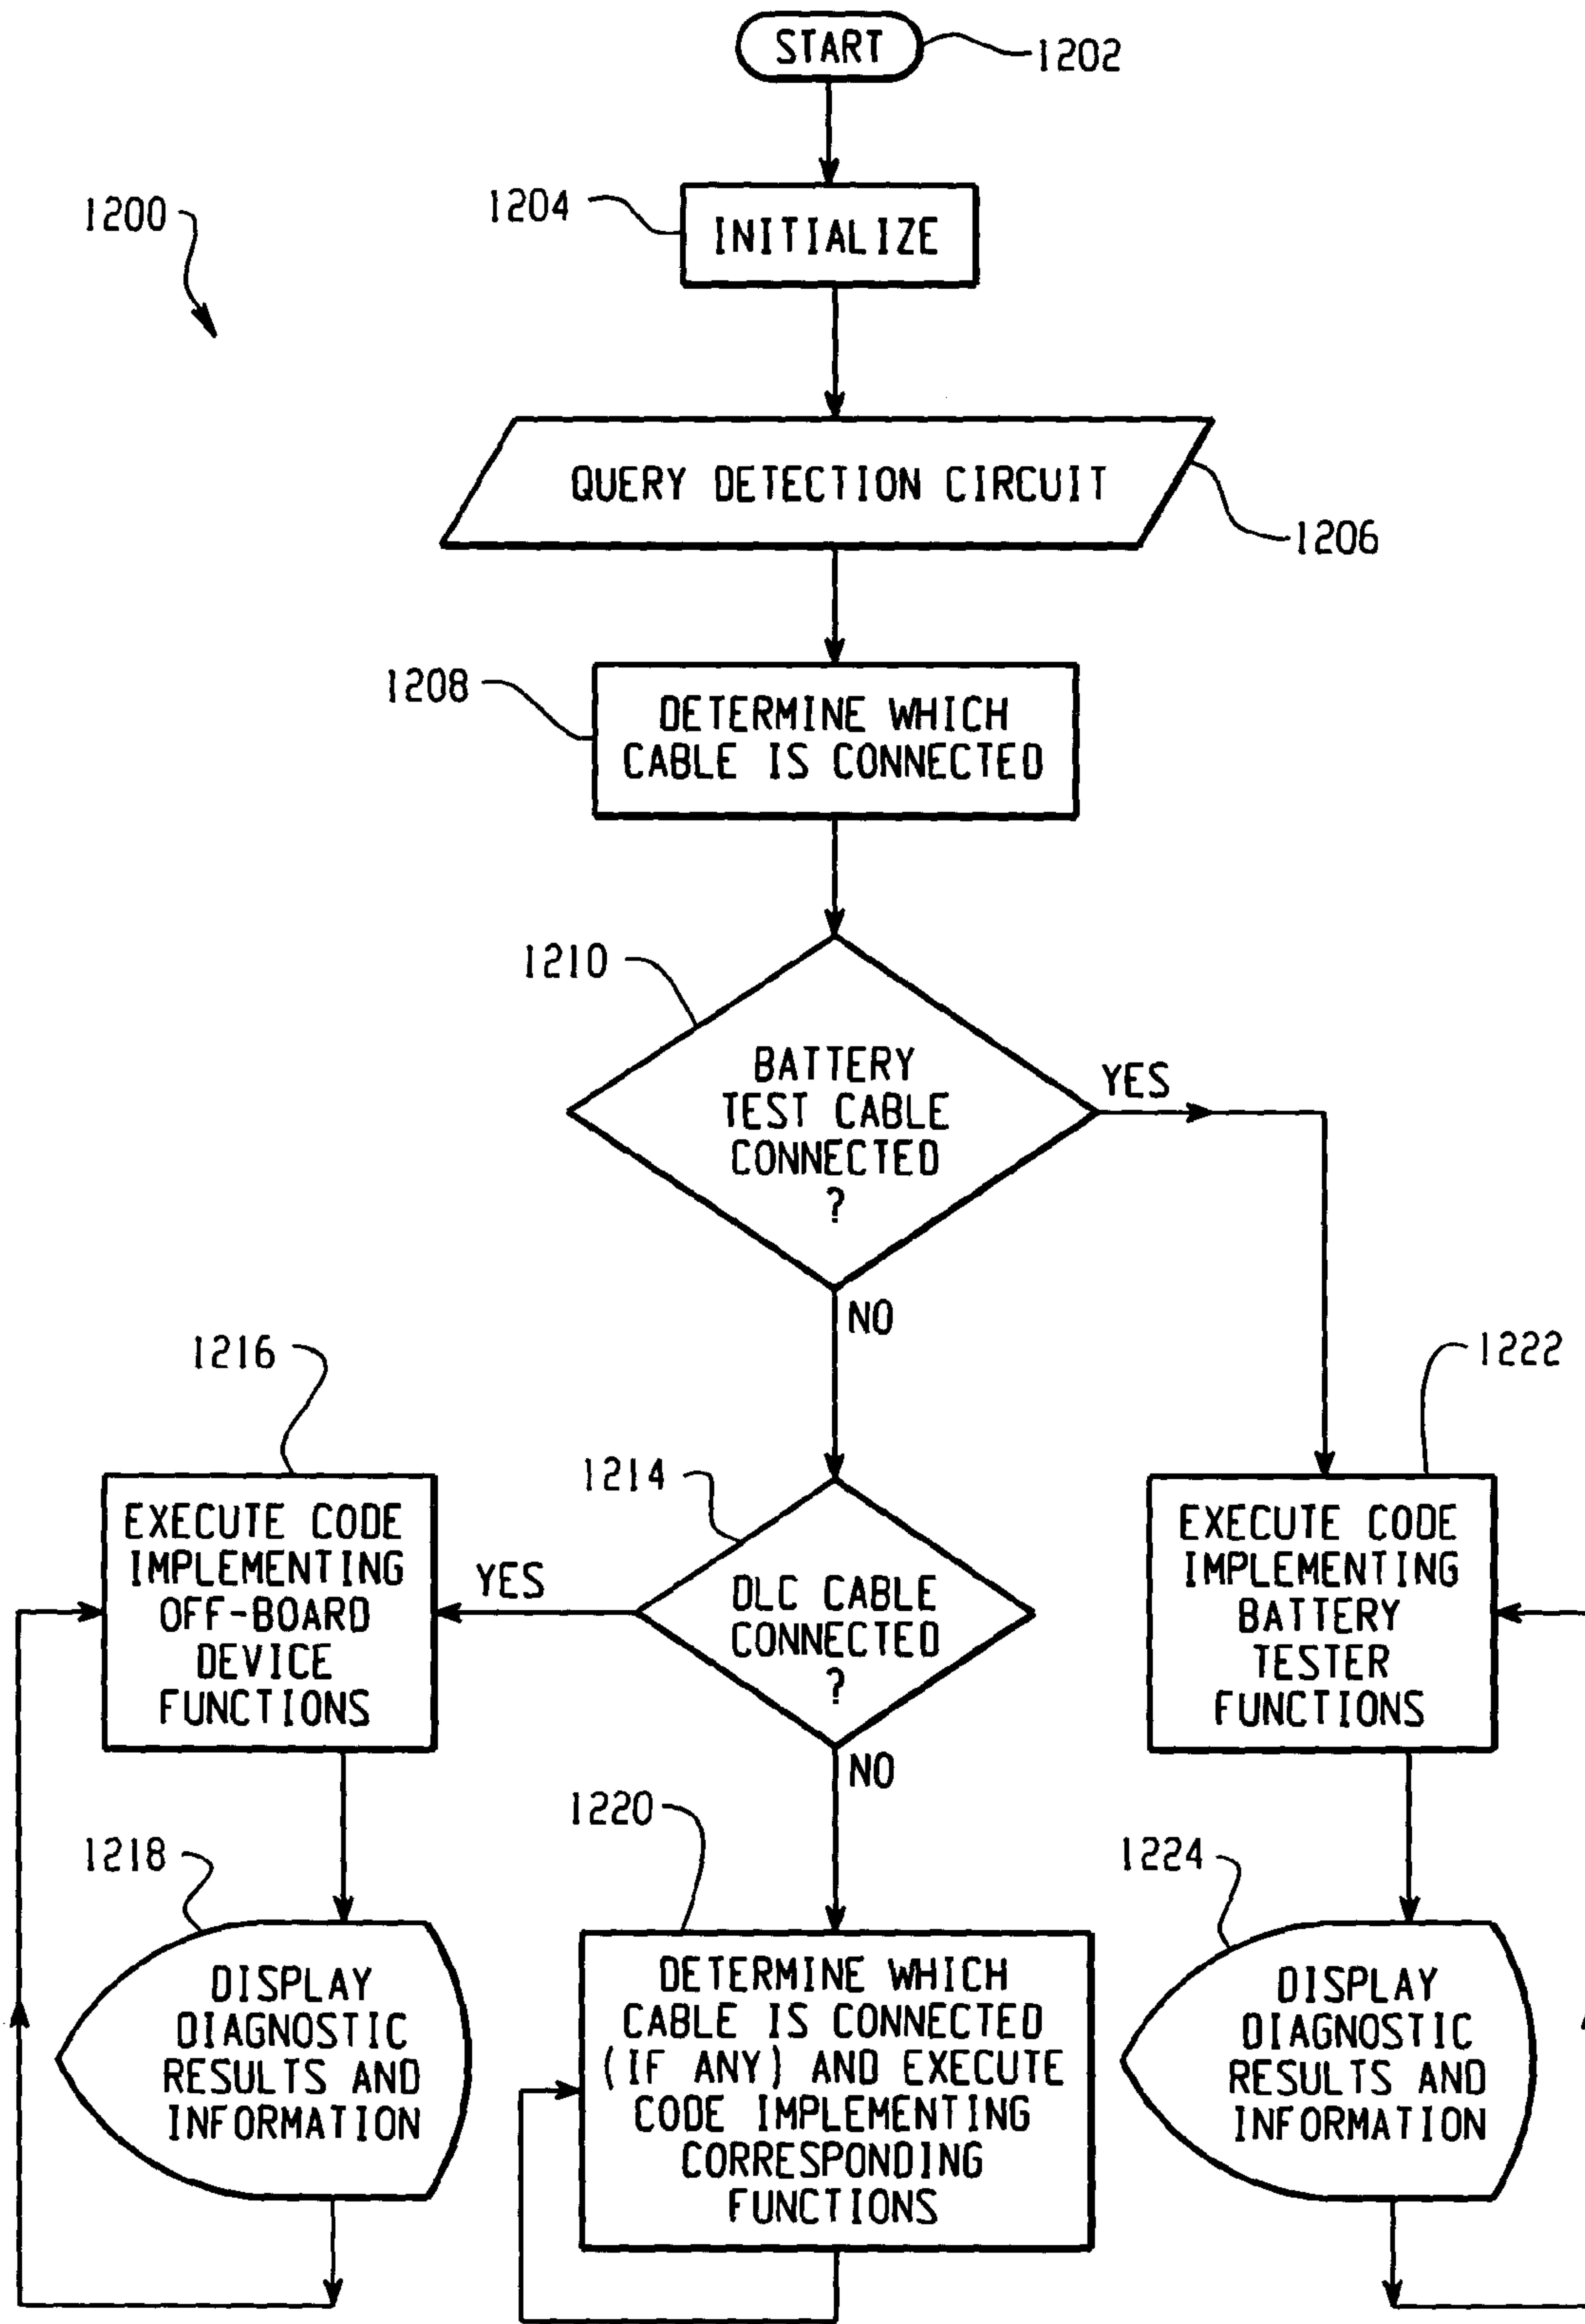 START
1202
1204
INITIALIZE
1200
QUERY DETECTION CIRCUIT
1206
1208
DETERMINE WHICH
CABLE IS CONNECTED
1210
BATTERY
TEST CABLE
CONNECTED
?
YES
NO
1216
EXECUTE CODE
IMPLEMENTING
OFF-BOARD
DEVICE
FUNCTIONS
YES
1214
DLC CABLE
CONNECTED
?
NO
1222
EXECUTE CODE
IMPLEMENTING
BATTERY
TESTER
FUNCTIONS
1218
DISPLAY
DIAGNOSTIC
RESULTS AND
INFORMATION
1220
DETERMINE WHICH
CABLE IS CONNECTED
(IF ANY) AND EXECUTE
CODE IMPLEMENTING
CORRESPONDING
FUNCTIONS
1224
DISPLAY
DIAGNOSTIC
RESULTS AND
INFORMATION